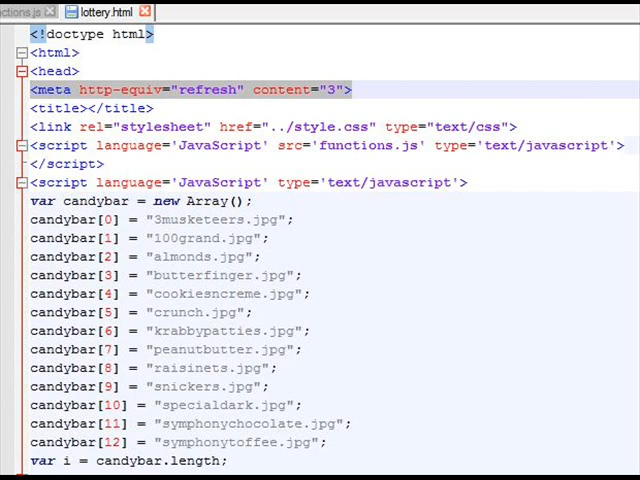 nctions.js lottery.html
<!doctype html>
<html>
<head>
<meta http-equiv="refresh" content="3">
<title></title>
<link rel="stylesheet" href="../style.css" type="text/css">
<script language='JavaScript' src='functions.js' type='text/javascript'>
</script>
<script language='JavaScript' type='text/javascript'>
var candybar = new Array();
candybar[0] = "3musketeers.jpg";
candybar[1] = "100grand.jpg";
candybar[2] = "almonds.jpg";
candybar[3] = "butterfinger.jpg";
candybar[4] = "cookiesncreme.jpg";
candybar[5] = "crunch.jpg";
candybar[6] = "krabbypatties.jpg";
candybar[7] = "peanutbutter.jpg";
candybar[8] = "raisinets.jpg";
candybar[9] = "snickers.jpg";
candybar[10] = "specialdark.jpg";
candybar[11] = "symphonychocolate.jpg";
candybar[12] = "symphonytoffee.jpg";
var i = candybar.length;